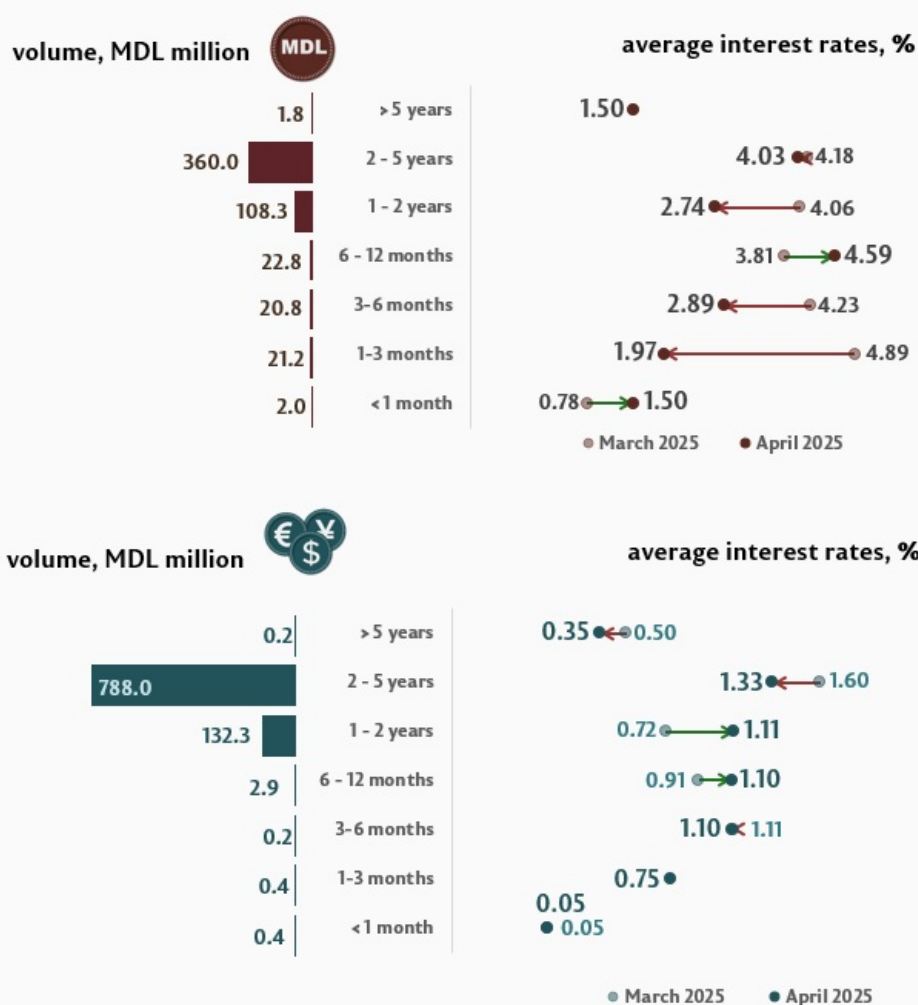 volume, MDL million MDL average interest rates, %
1.8 > 5 years 1.50
360.0 2 - 5 years 4.03 4.18
108.3 1 - 2 years 2.74 4.06
22.8 6 - 12 months 3.81 4.59
20.8 3-6 months 2.89 4.23
21.2 1-3 months 1.97 4.89
2.0 < 1 month 0.78 1.50
March 2025 April 2025
€ ¥ $
volume, MDL million average interest rates, %
0.2 > 5 years 0.35 0.50
788.0 2 - 5 years 1.33 1.60
132.3 1 - 2 years 0.72 1.11
2.9 6 - 12 months 0.91 1.10
0.2 3-6 months 1.10 1.11
0.4 1-3 months 0.75
0.05
0.4 < 1 month 0.05
March 2025 April 2025